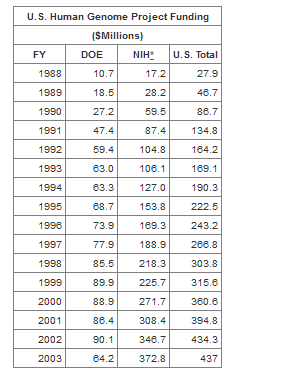 U.S. Human Genome Project Funding
($Millions)
FY DOE NIH* U.S. Total
1988 10.7 17.2 27.9
1989 18.5 28.2 46.7
1990 27.2 59.5 86.7
1991 47.4 87.4 134.8
1992 59.4 104.8 164.2
1993 63.0 106.1 169.1
1994 63.3 127.0 190.3
1995 68.7 153.8 222.5
1996 73.9 169.3 243.2
1997 77.9 188.9 266.8
1998 85.5 218.3 303.8
1999 89.9 225.7 315.6
2000 88.9 271.7 360.6
2001 86.4 308.4 394.8
2002 90.1 346.7 434.3
2003 64.2 372.8 437